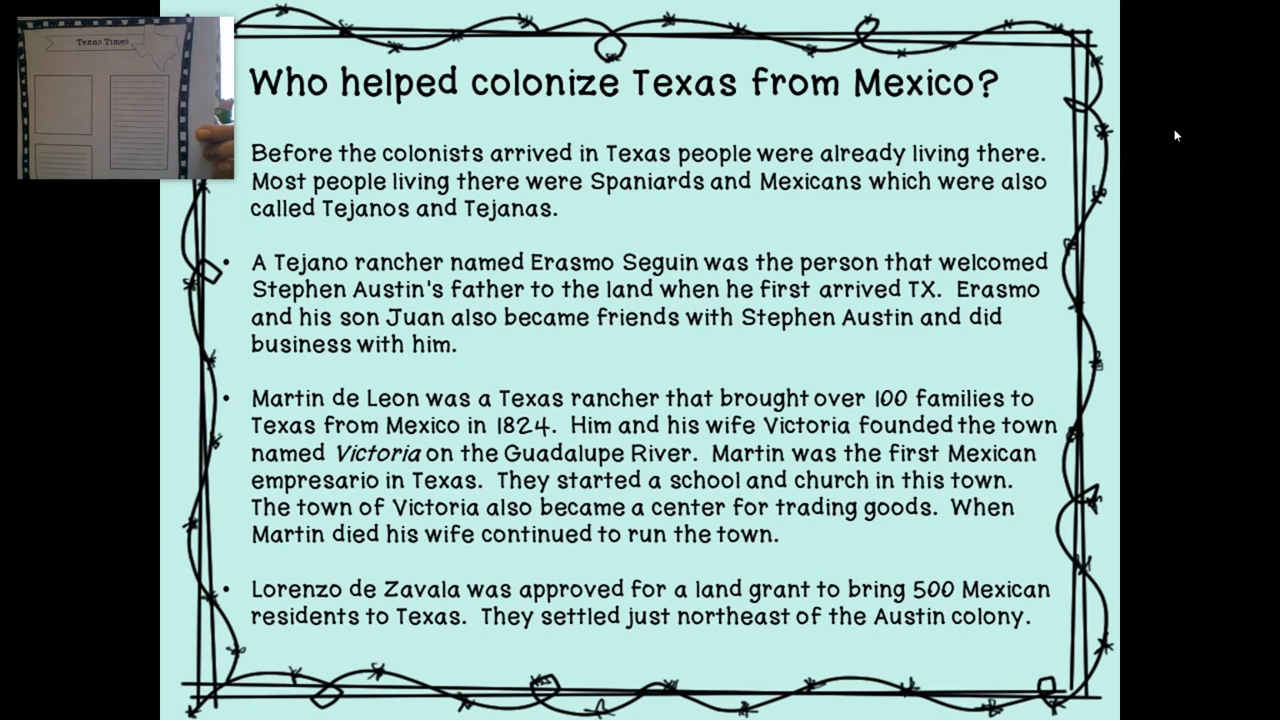 Texas Times
Who helped colonize Texas from Mexico?
Before the colonists arrived in Texas people were already living there.
Most people living there were Spaniards and Mexicans which were also
called Tejanos and Tejanas.
• A Tejano rancher named Erasmo Seguin was the person that welcomed
Stephen Austin's father to the land when he first arrived TX. Erasmo
and his son Juan also became friends with Stephen Austin and did
business with him.
• Martin de Leon was a Texas rancher that brought over 100 families to
Texas from Mexico in 1824. Him and his wife Victoria founded the town
named Victoria on the Guadalupe River. Martin was the first Mexican
empresario in Texas. They started a school and church in this town.
The town of Victoria also became a center for trading goods. When
Martin died his wife continued to run the town.
• Lorenzo de Zavala was approved for a land grant to bring 500 Mexican
residents to Texas. They settled just northeast of the Austin colony.